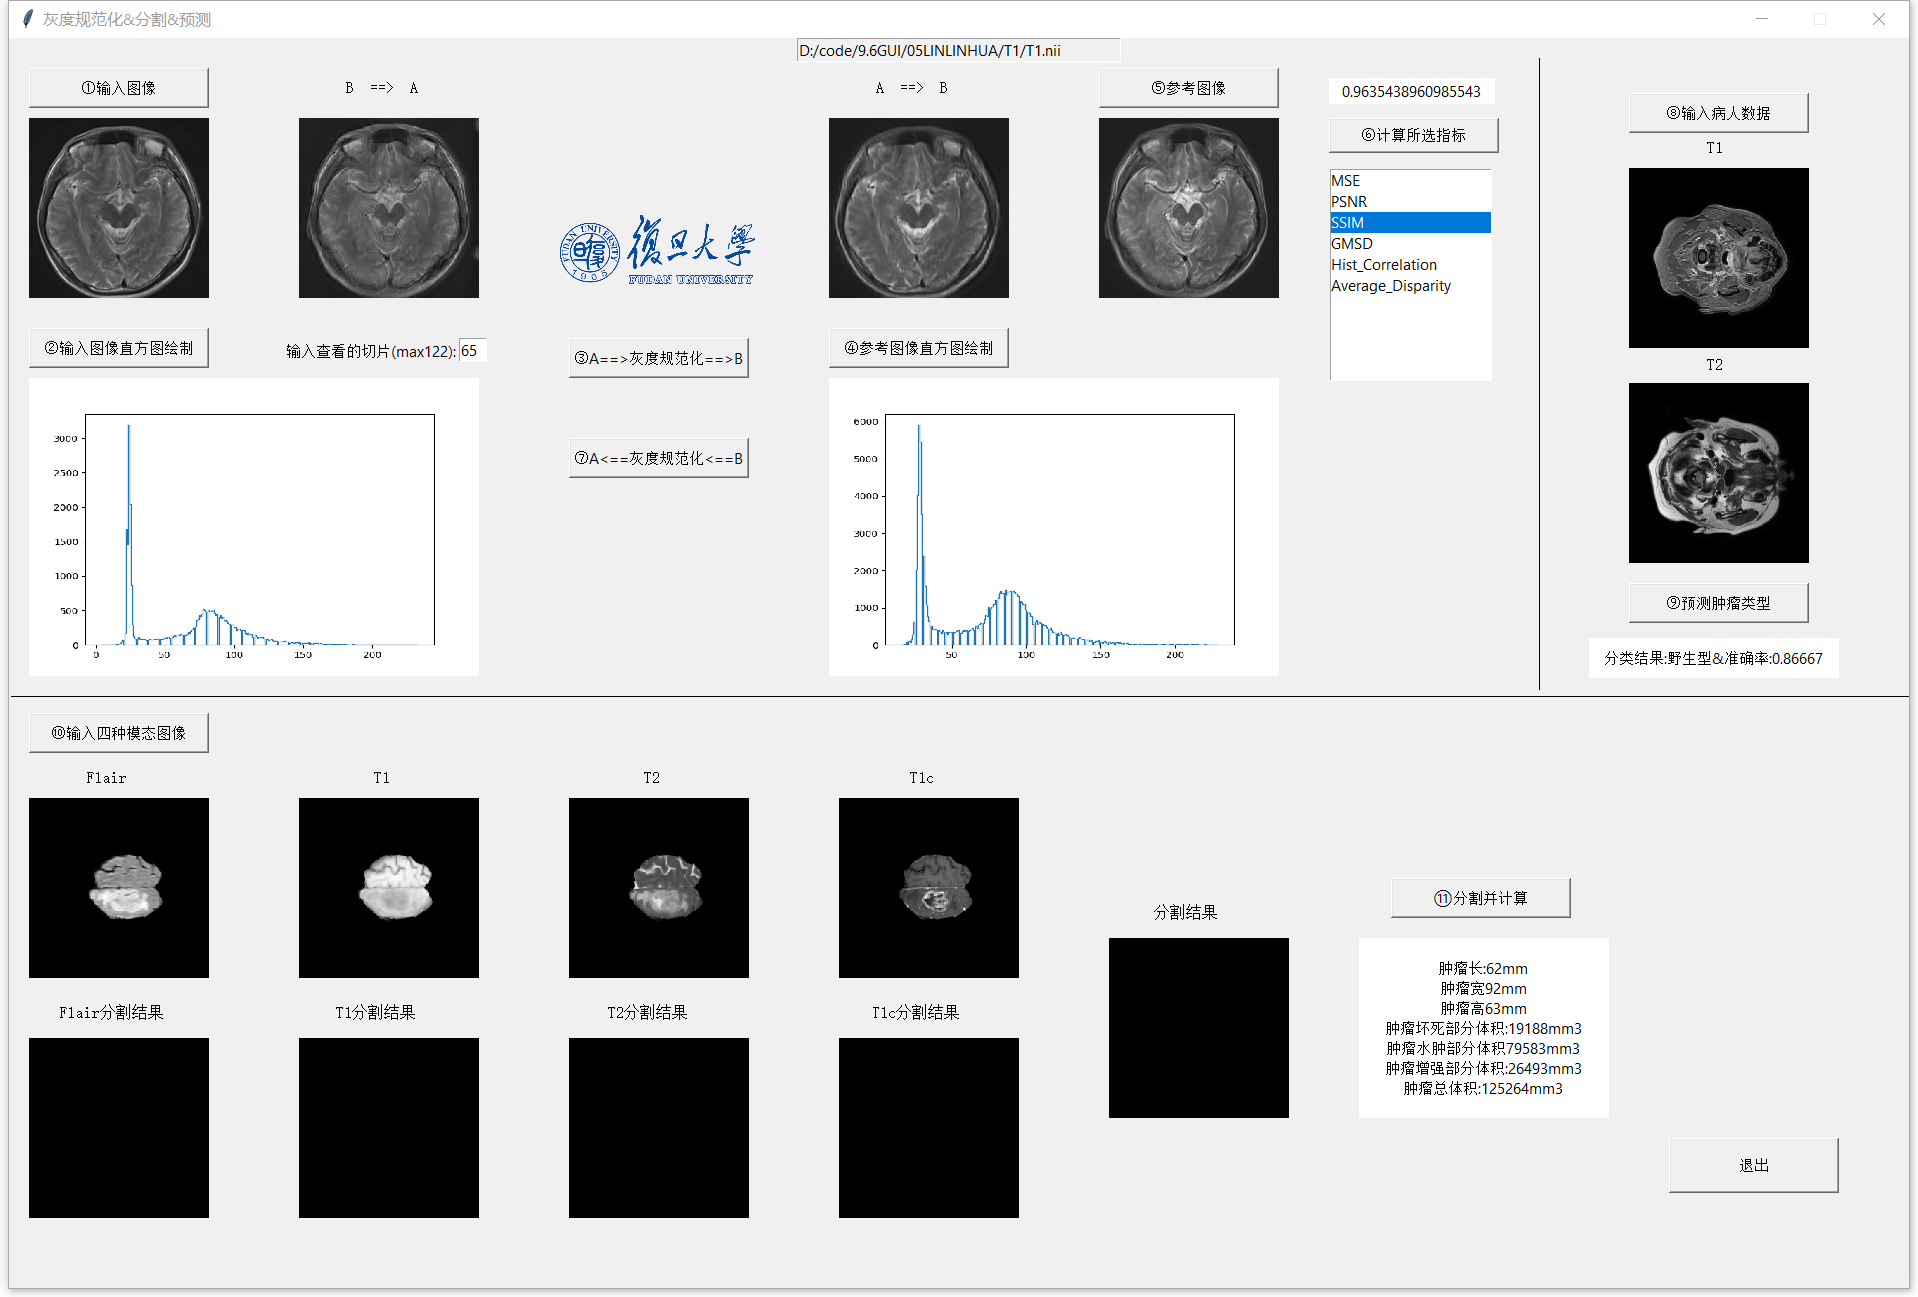 灰度规范化&分割&预测
D:/code/9.6GUI/05LINLINHUA/T1/T1.nii
①输入图像
B ==> A
A ==> B
⑤参考图像
0.9635438960985543
⑥计算所选指标
MSE
PSNR
SSIM
GMSD
Hist_Correlation
Average_Disparity
⑧输入病人数据
T1
T2
⑨预测肿瘤类型
分类结果:野生型&准确率:0.86667
UNIVERSITY
1905
復旦大學
FUDAN UNIVERSITY
②输入图像直方图绘制
输入查看的切片(max122):65
③A==>灰度规范化==>B
④参考图像直方图绘制
⑦A<==灰度规范化<==B
3000
2500
2000
1500
1000
500
0
0 50 100 150 200
6000
5000
4000
3000
2000
1000
0
50 100 150 200
⑩输入四种模态图像
Flair
T1
T2
T1c
Flair分割结果
T1分割结果
T2分割结果
T1c分割结果
分割结果
⑪分割并计算
肿瘤长:62mm
肿瘤宽92mm
肿瘤高63mm
肿瘤坏死部分体积:19188mm3
肿瘤水肿部分体积79583mm3
肿瘤增强部分体积:26493mm3
肿瘤总体积:125264mm3
退出